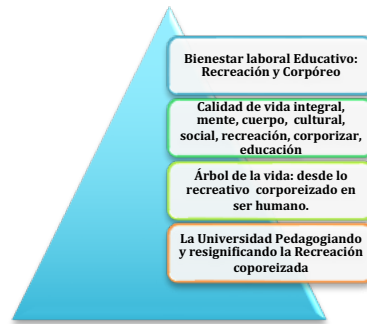 Bienestar laboral Educativo:
Recreación y Corpóreo
Calidad de vida integral,
mente, cuerpo, cultural,
social, recreación, corporizar,
educación
Árbol de la vida: desde lo
recreativo corporeizado en
ser humano.
La Universidad Pedagogiando
y resignificando la Recreación
coporeizada